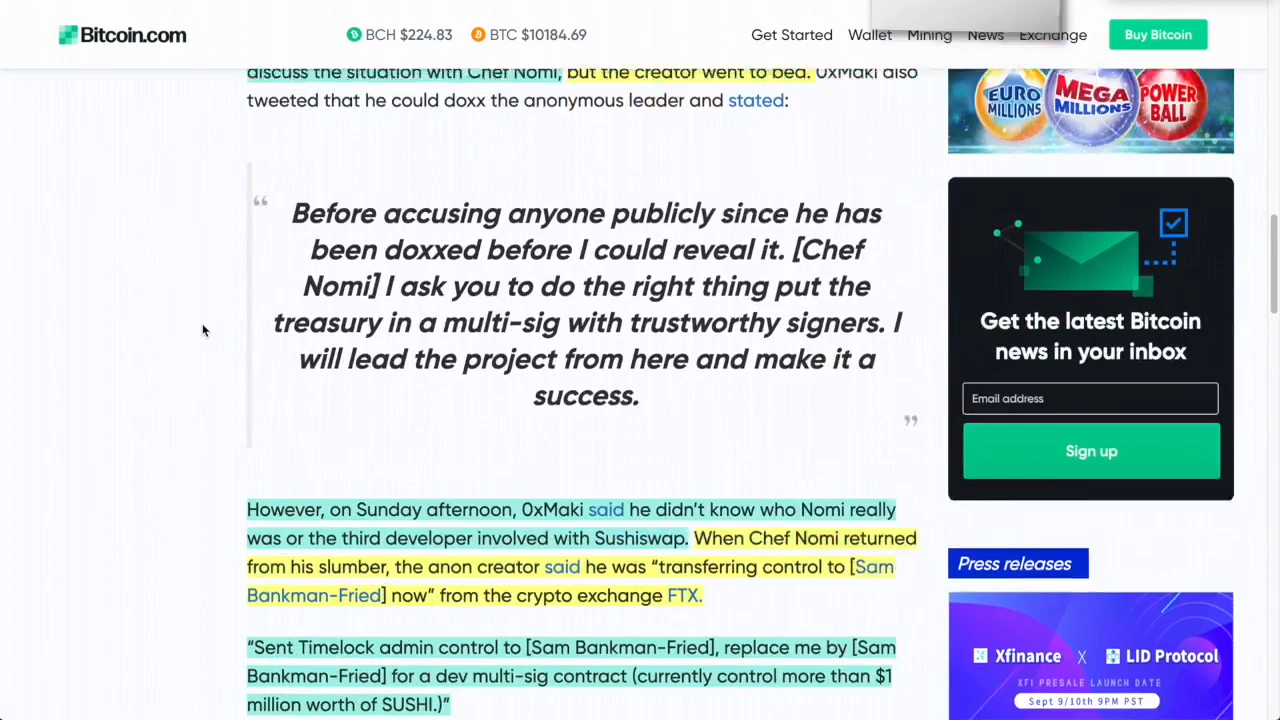 Bitcoin.com
BCH $224.83
BTC $10184.69
Get Started
Wallet
Mining
News
Exchange
Buy Bitcoin
discuss the situation with Chef Nomi, but the creator went to bed. 0xMaki also
tweeted that he could doxx the anonymous leader and stated:
“
Before accusing anyone publicly since he has
been doxxed before I could reveal it. [Chef
Nomi] I ask you to do the right thing put the
treasury in a multi-sig with trustworthy signers. I
will lead the project from here and make it a
success.
”
However, on Sunday afternoon, 0xMaki said he didn’t know who Nomi really
was or the third developer involved with Sushiswap. When Chef Nomi returned
from his slumber, the anon creator said he was “transferring control to [Sam
Bankman-Fried] now” from the crypto exchange FTX.
“Sent Timelock admin control to [Sam Bankman-Fried], replace me by [Sam
Bankman-Fried] for a dev multi-sig contract (currently control more than $1
million worth of SUSHI.)”
EURO
MILLIONS
MEGA
MILLIONS
POWER
BALL
Get the latest Bitcoin
news in your inbox
Email address
Sign up
Press releases
Xfinance X LID Protocol
XFI PRESALE LAUNCH DATE
Sept 9/10th 9PM PST